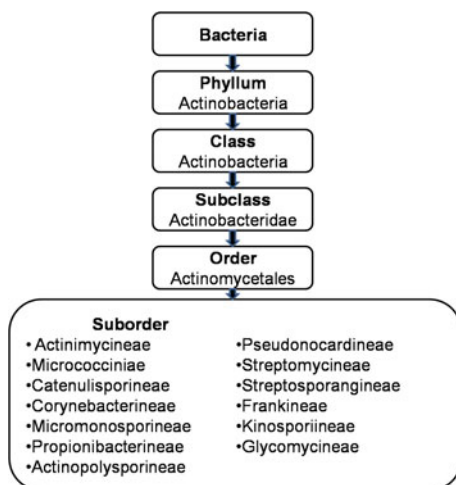 Bacteria
Phyllum
Actinobacteria
Class
Actinobacteria
Subclass
Actinobacteridae
Order
Actinomycetales
Suborder
•Actinimycineae
•Micrococciniae
•Catenulisporineae
•Corynebacterineae
•Micromonosporineae
•Propionibacterineae
•Actinopolysporineae
•Pseudonocardineae
•Streptomycineae
•Streptosporangineae
•Frankineae
•Kinosporiineae
•Glycomycineae